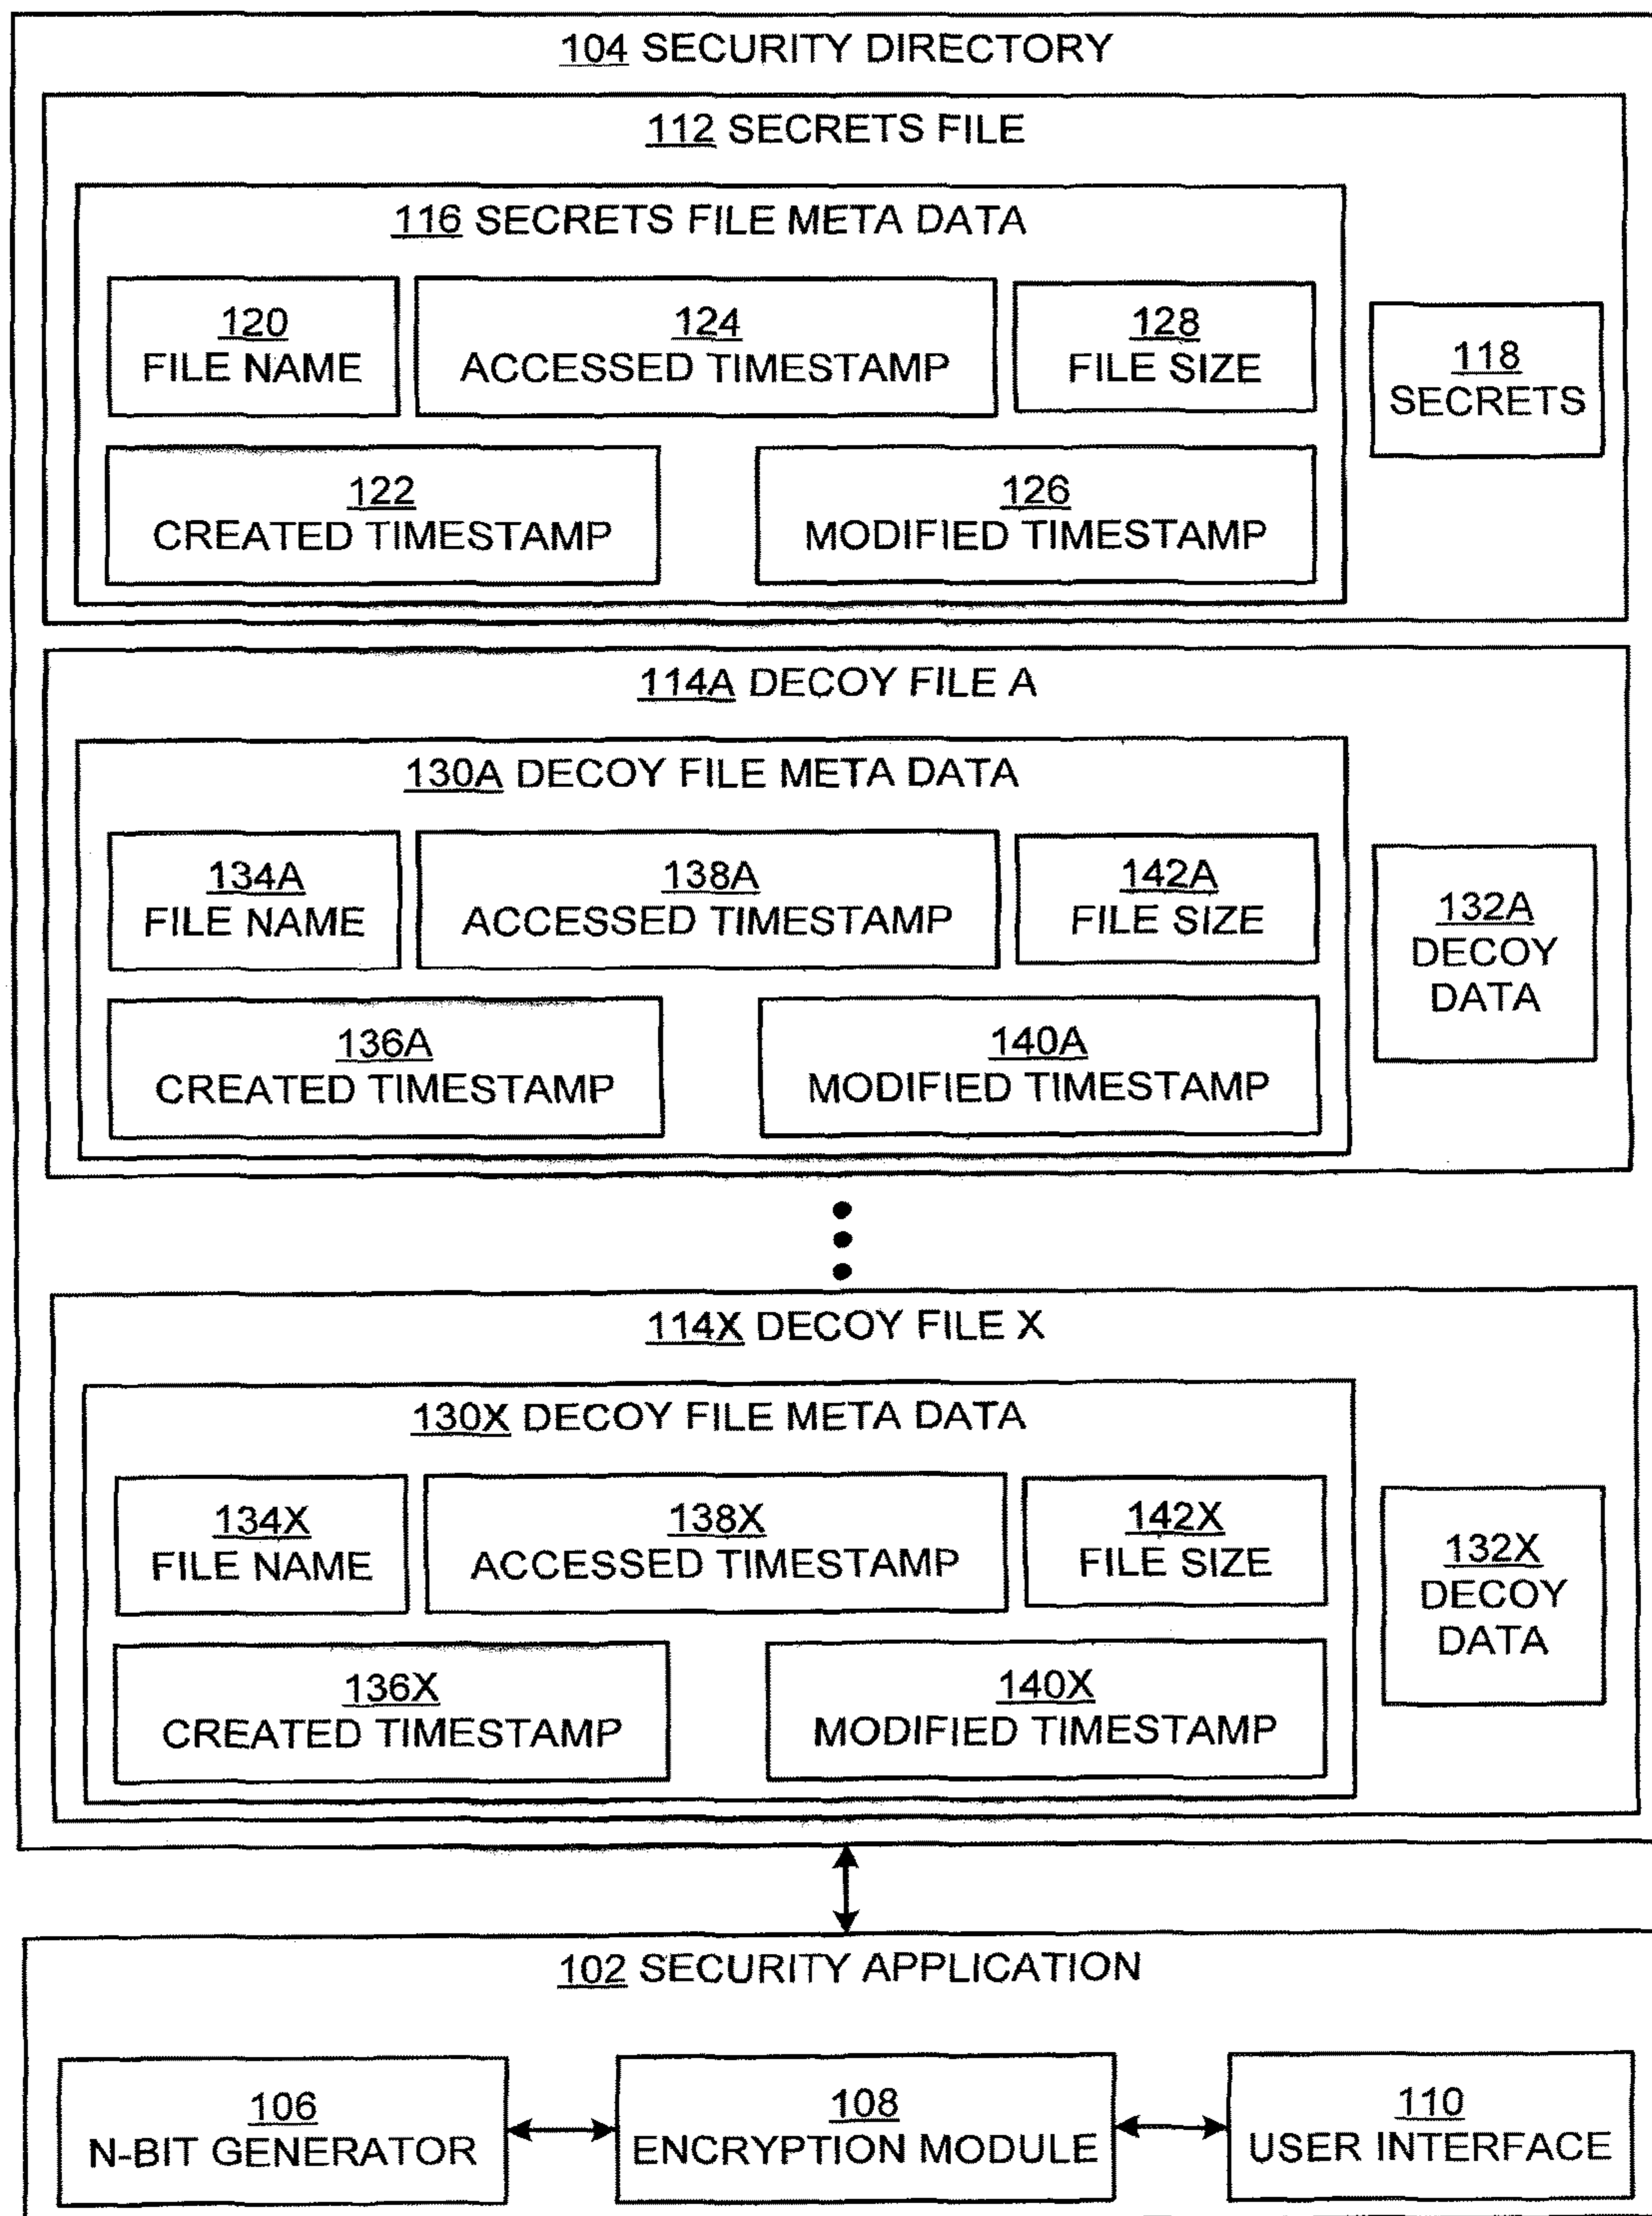 104 SECURITY DIRECTORY
112 SECRETS FILE
116 SECRETS FILE META DATA
120
FILE NAME
124
ACCESSED TIMESTAMP
128
FILE SIZE
118
SECRETS
122
CREATED TIMESTAMP
126
MODIFIED TIMESTAMP
114A DECOY FILE A
130A DECOY FILE META DATA
134A
FILE NAME
138A
ACCESSED TIMESTAMP
142A
FILE SIZE
132A
DECOY
DATA
136A
CREATED TIMESTAMP
140A
MODIFIED TIMESTAMP
114X DECOY FILE X
130X DECOY FILE META DATA
134X
FILE NAME
138X
ACCESSED TIMESTAMP
142X
FILE SIZE
132X
DECOY
DATA
136X
CREATED TIMESTAMP
140X
MODIFIED TIMESTAMP
102 SECURITY APPLICATION
106
N-BIT GENERATOR
108
ENCRYPTION MODULE
110
USER INTERFACE